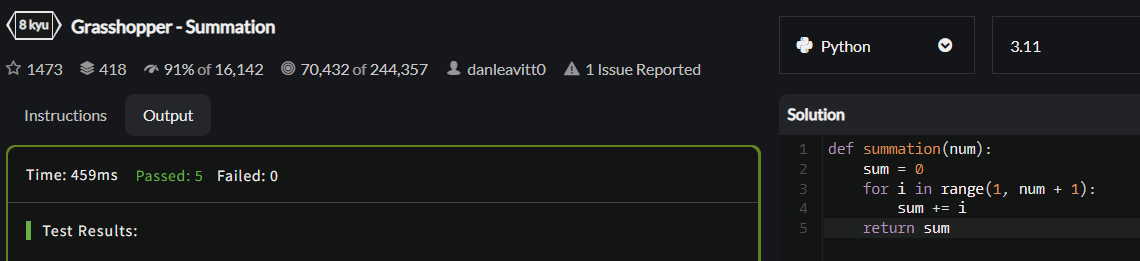 8 kyu Grasshopper - Summation
1473 418 91% of 16,142 70,432 of 244,357 danleavitt0 1 Issue Reported
Instructions Output
Time: 459ms Passed: 5 Failed: 0
Test Results:
Python 3.11
Solution
1 def summation(num):
2 sum = 0
3 for i in range(1, num + 1):
4 sum += i
5 return sum